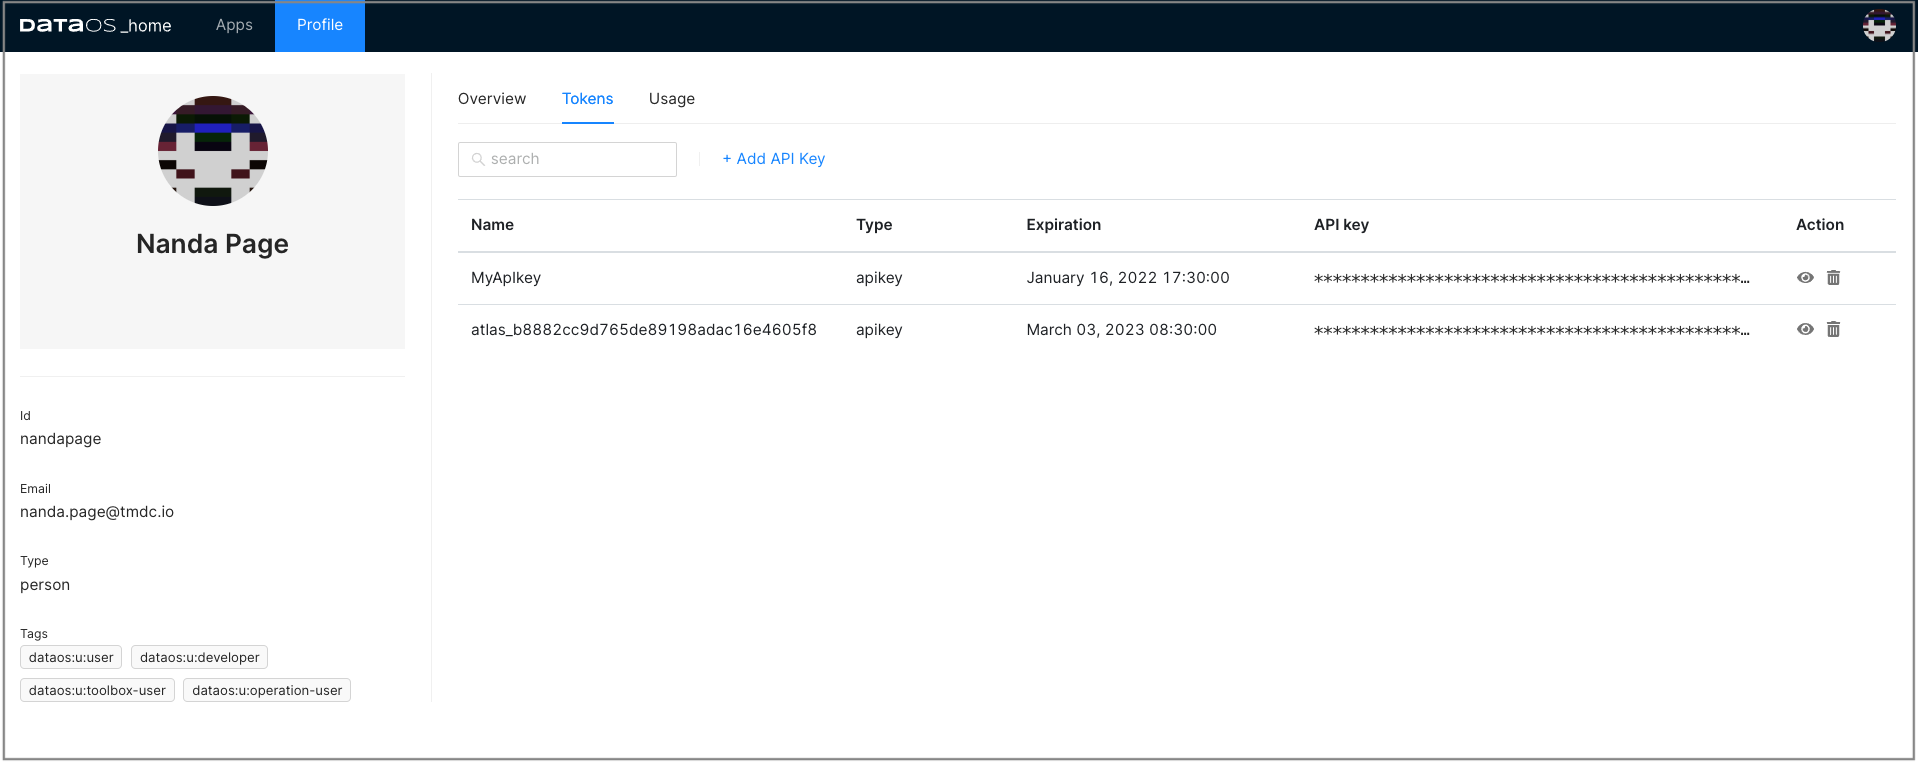 DATAOS_home Apps Profile
Nanda Page
Id
nandapage
Email
nanda.page@tmdc.io
Type
person
Tags
dataos:u:user dataos:u:developer
dataos:u:toolbox-user dataos:u:operation-user
Overview Tokens Usage
search + Add API Key
Name Type Expiration API key Action
MyApIkey apikey January 16, 2022 17:30:00 **********************************************…
atlas_b8882cc9d765de89198adac16e4605f8 apikey March 03, 2023 08:30:00 **********************************************…